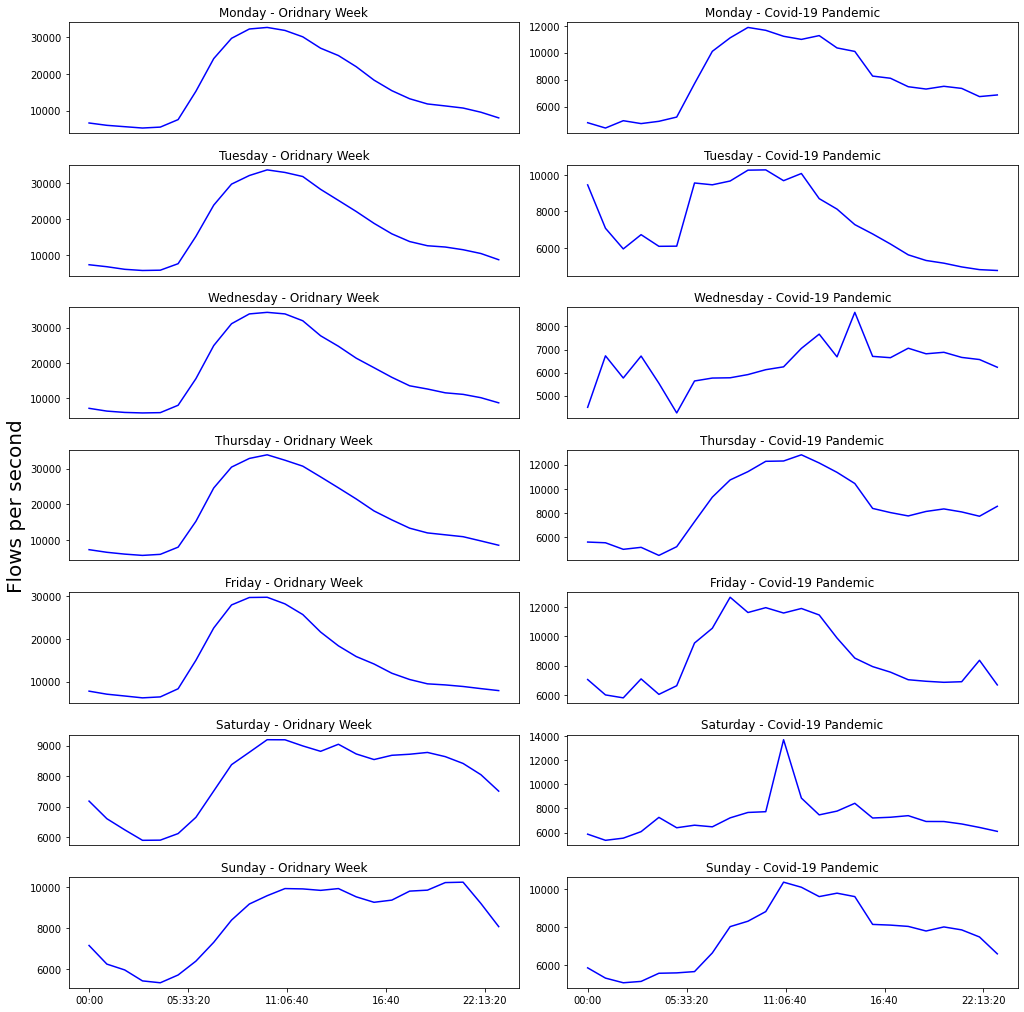 Monday - Oridnary Week
30000
20000
10000
Monday - Covid-19 Pandemic
12000
10000
8000
6000
Tuesday - Oridnary Week
30000
20000
10000
Tuesday - Covid-19 Pandemic
10000
8000
6000
Wednesday - Oridnary Week
30000
20000
10000
Wednesday - Covid-19 Pandemic
8000
7000
6000
5000
Flows per second
Thursday - Oridnary Week
30000
20000
10000
Thursday - Covid-19 Pandemic
12000
10000
8000
6000
Friday - Oridnary Week
30000
20000
10000
Friday - Covid-19 Pandemic
12000
10000
8000
6000
Saturday - Oridnary Week
9000
8000
7000
6000
Saturday - Covid-19 Pandemic
14000
12000
10000
8000
6000
Sunday - Oridnary Week
10000
8000
6000
00:00 05:33:20 11:06:40 16:40 22:13:20
Sunday - Covid-19 Pandemic
10000
8000
6000
00:00 05:33:20 11:06:40 16:40 22:13:20